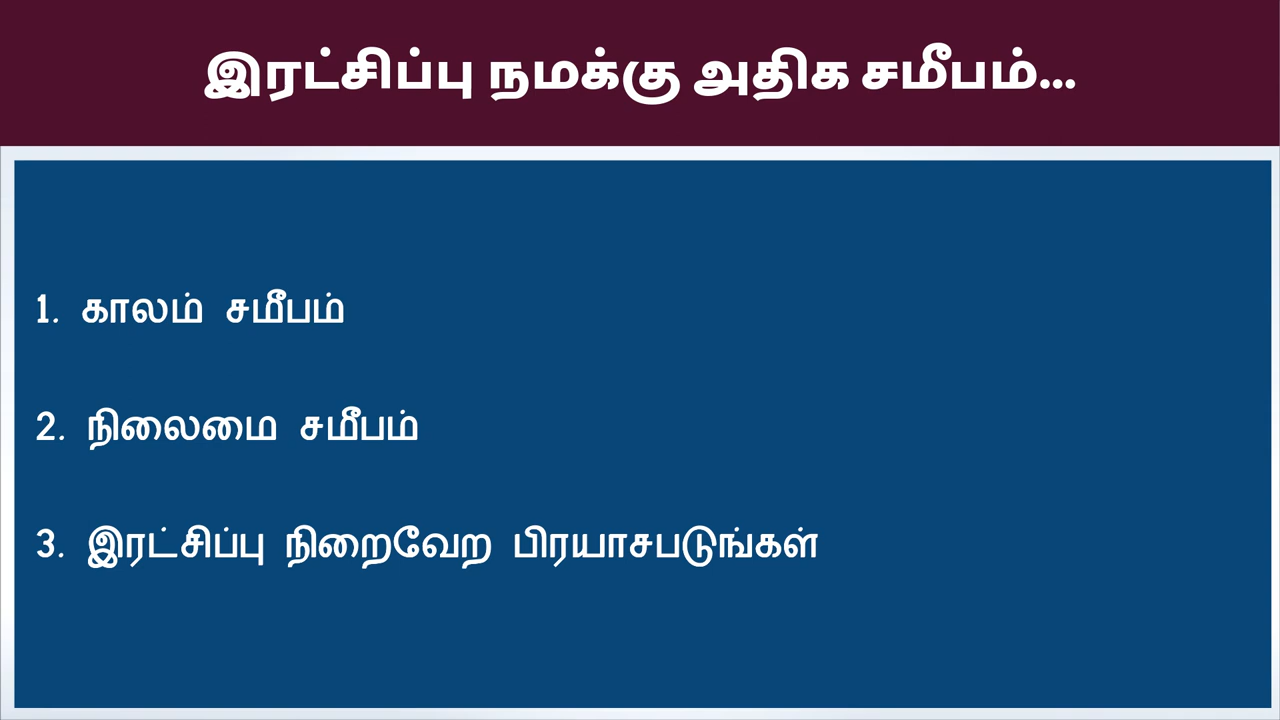 இரட்சிப்பு நமக்கு அதிக சமீபம்...
1. காலம் சமீபம்
2. நிலைமை சமீபம்
3. இரட்சிப்பு நிறைவேற பிரயாசபடுங்கள்